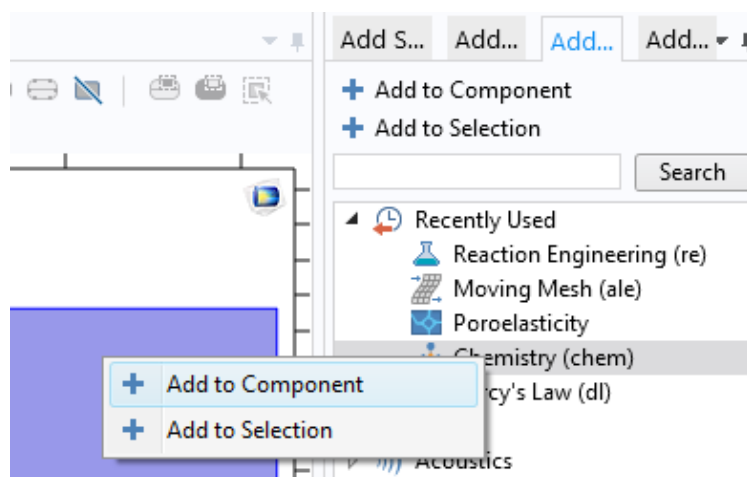 Add S... Add... Add... Add...
Add to Component
Add to Selection
Search
Recently Used
Reaction Engineering (re)
Moving Mesh (ale)
Poroelasticity
Chemistry (chem)
Add to Component
rcy's Law (dl)
Add to Selection
Acoustics